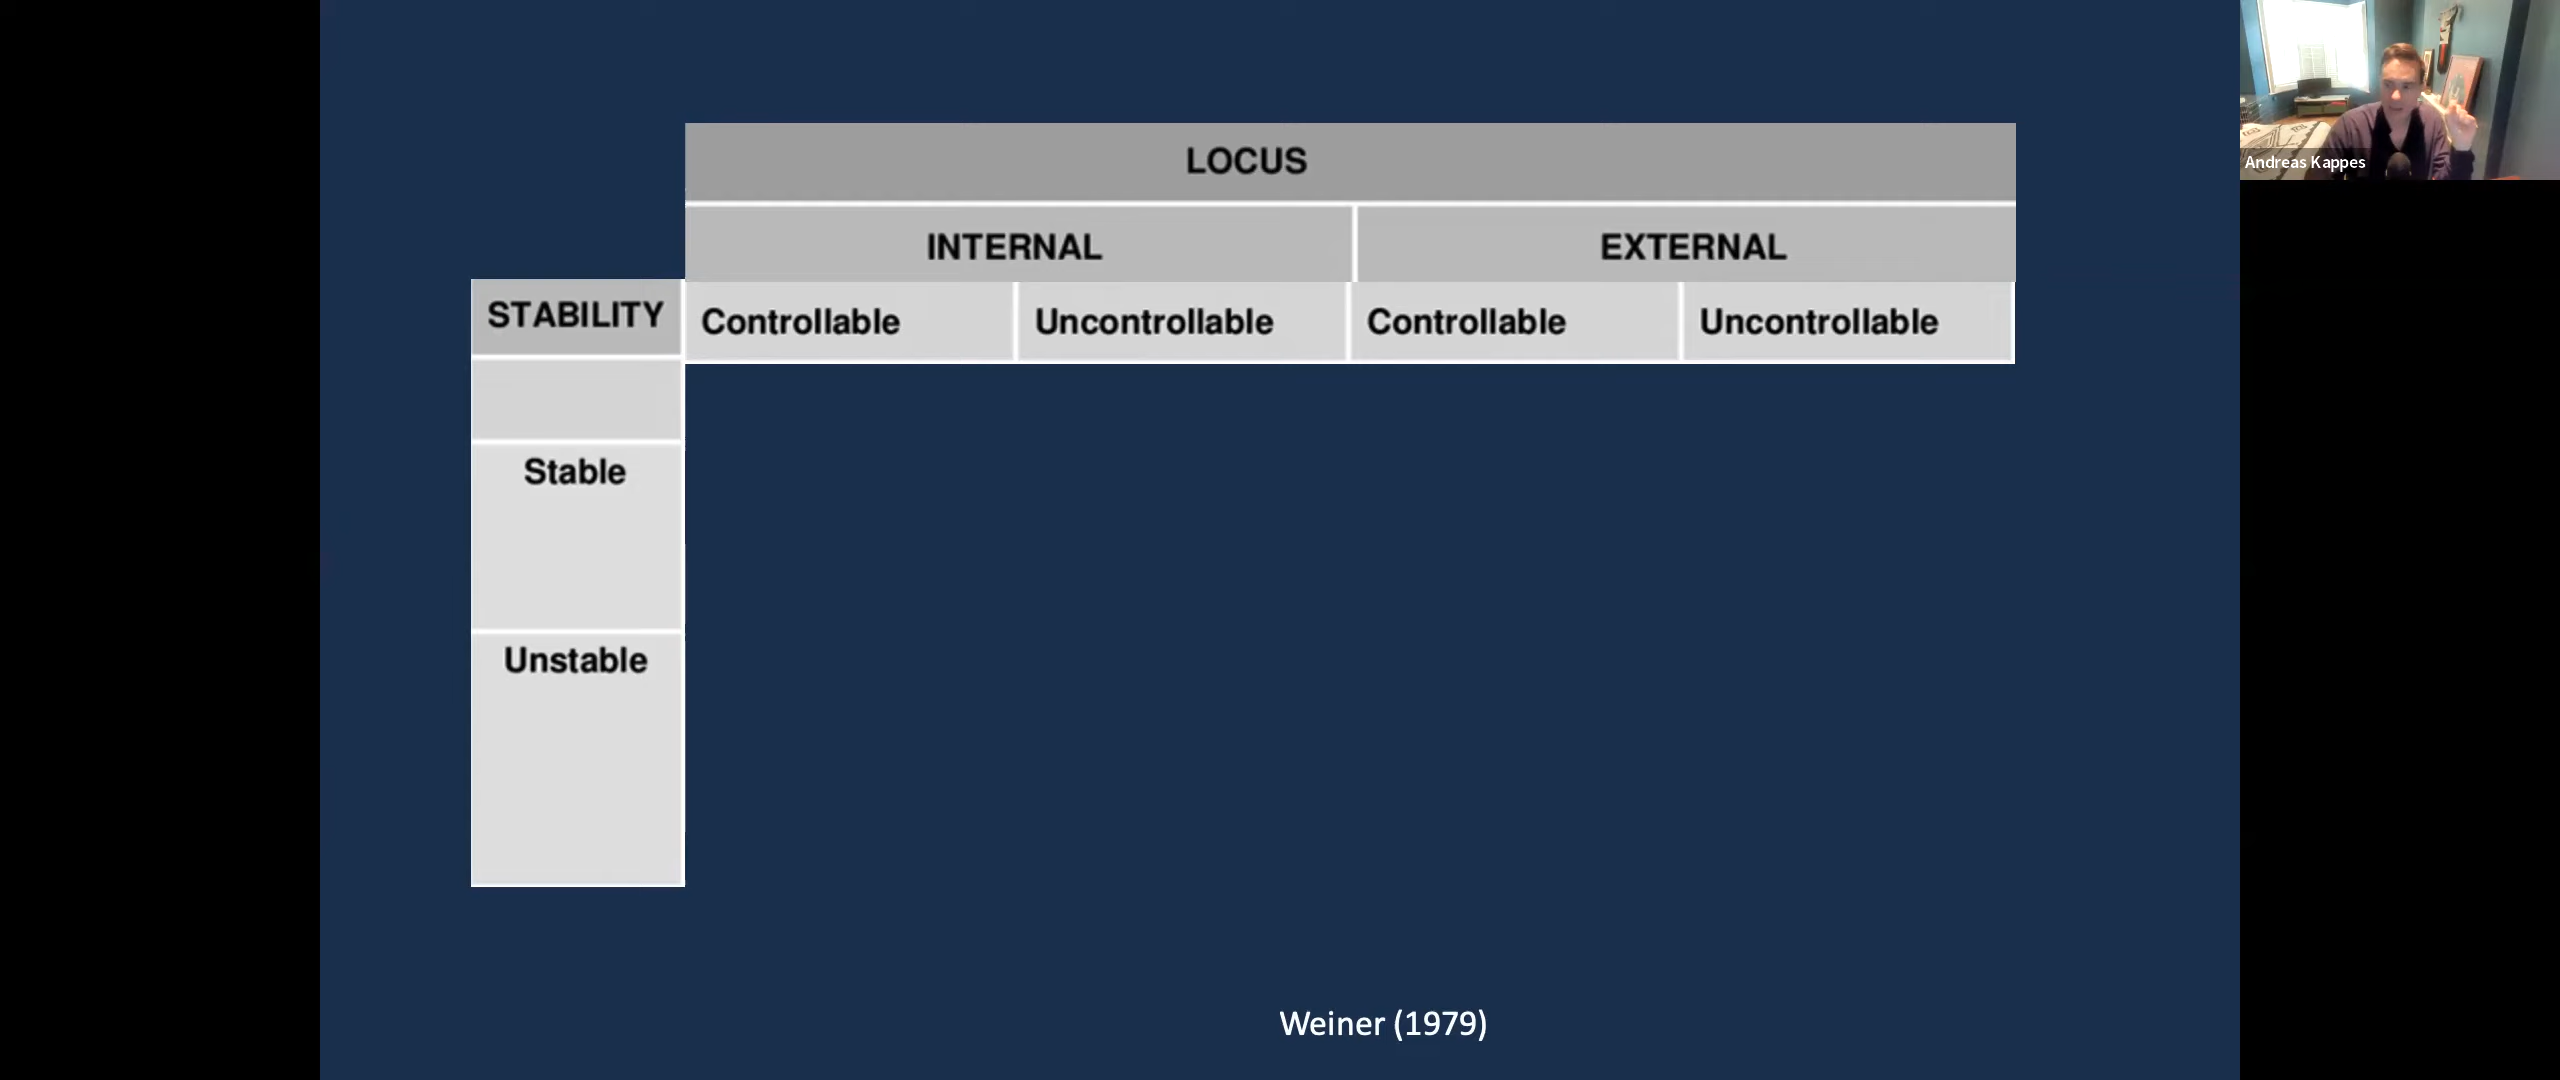 Andreas Kappes
LOCUS
INTERNAL EXTERNAL
STABILITY Controllable Uncontrollable Controllable Uncontrollable
Stable
Unstable
Weiner (1979)